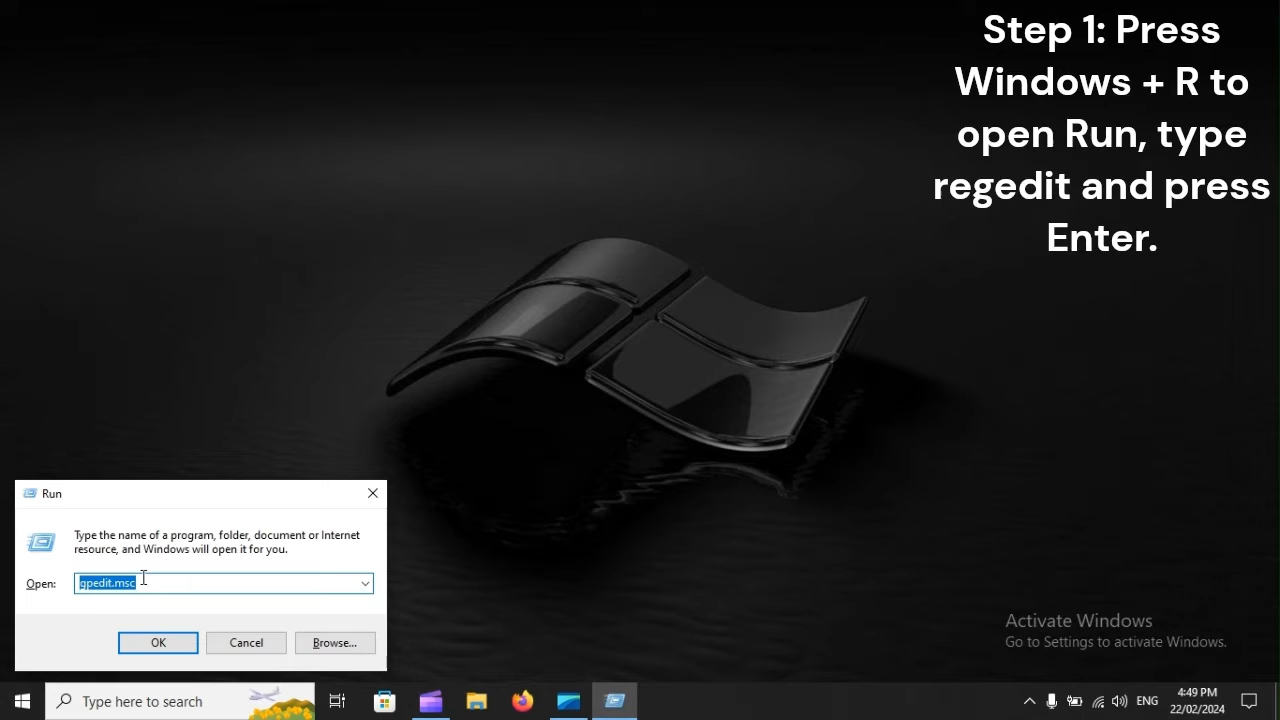 Step 1: Press
Windows + R to
open Run, type
regedit and press
Enter.
Run
Type the name of a program, folder, document or Internet
resource, and Windows will open it for you.
Open:
gpedit.msc
OK
Cancel
Browse...
Activate Windows
Go to Settings to activate Windows.
Type here to search
ENG
4:49 PM
22/02/2024